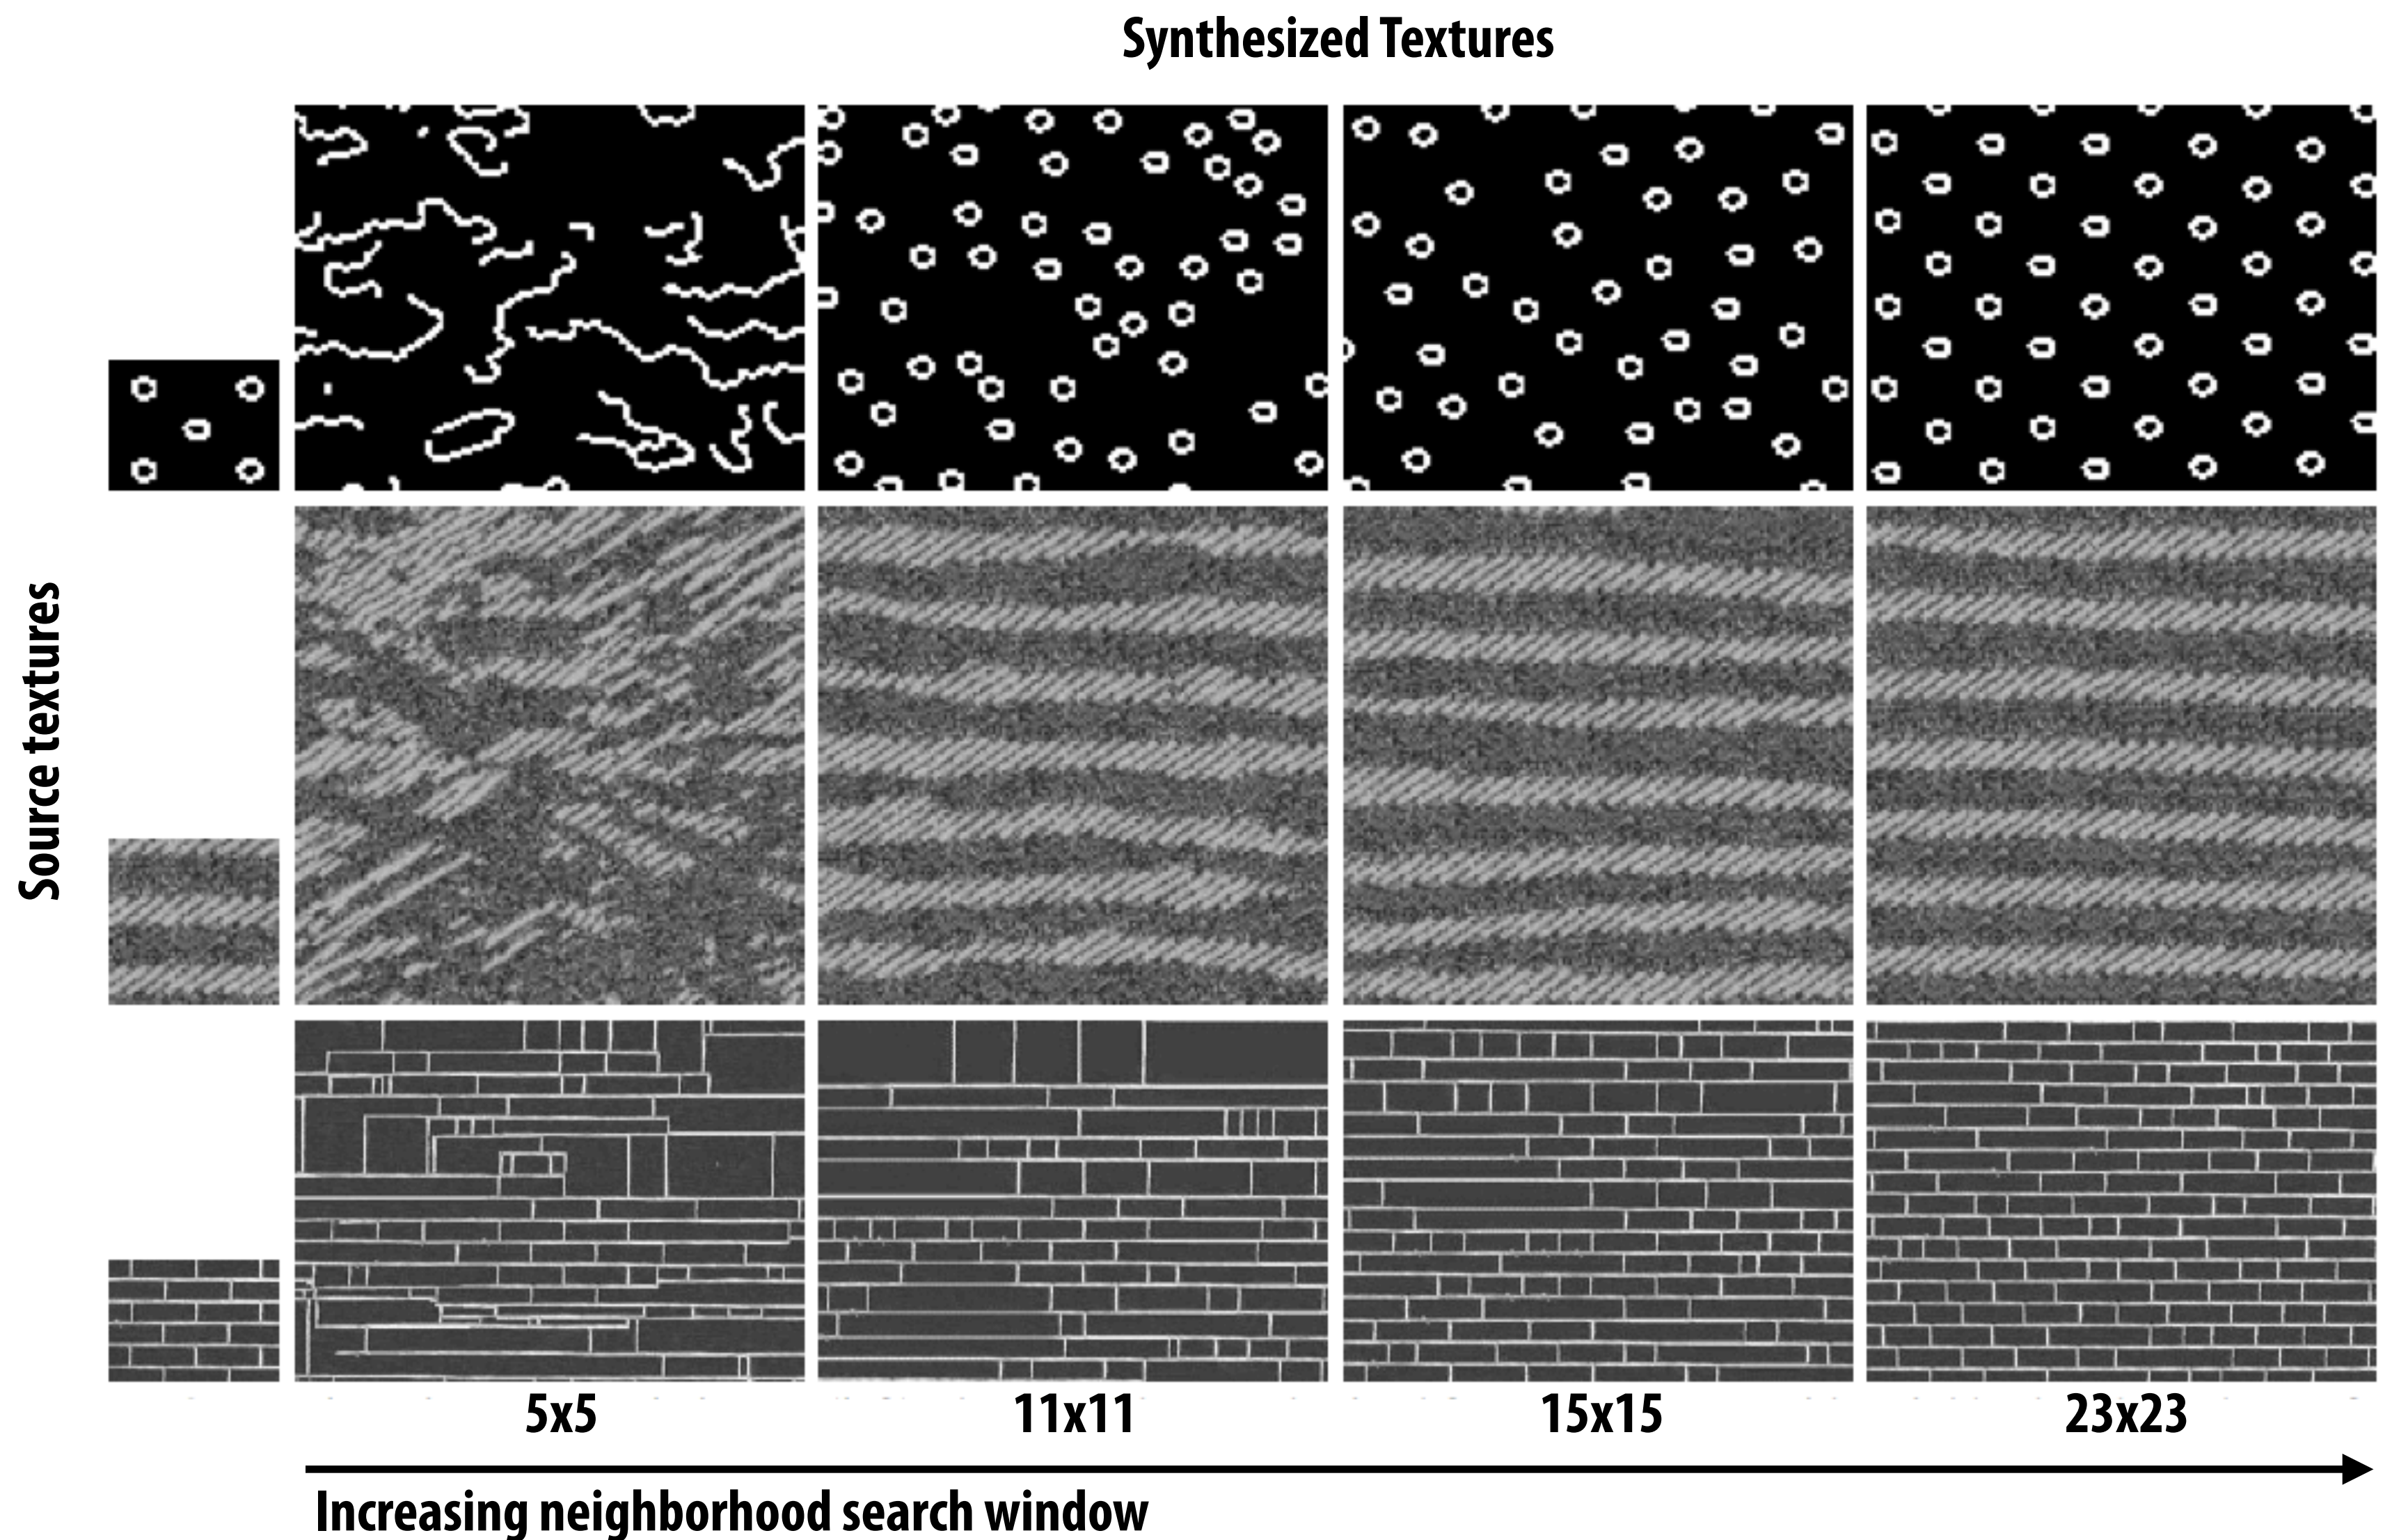 Synthesized Textures
Source textures
5x5
11x11
15x15
23x23
Increasing neighborhood search window